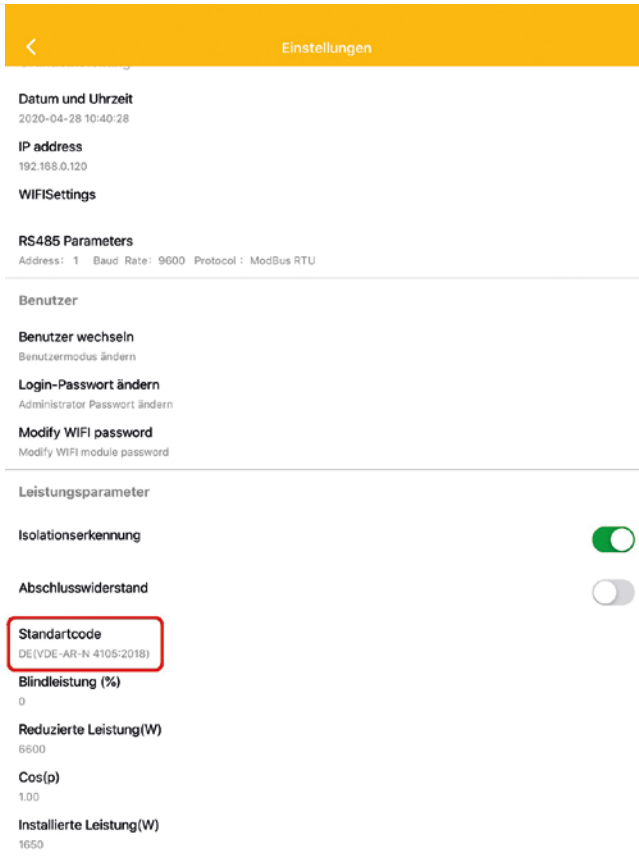 Einstellungen
Datum und Uhrzeit
2020-04-28 10:40:28
IP address
192.168.0.120
WIFISettings
RS485 Parameters
Address: 1 Baud Rate: 9600 Protocol : ModBus RTU
Benutzer
Benutzer wechseln
Benutzermodus ändern
Login-Passwort ändern
Administrator Passwort ändern
Modify WIFI password
Modify WIFI module password
Leistungsparameter
Isolationserkennung
Abschlusswiderstand
Standartcode
DE(VDE-AR-N 4105:2018)
Blindleistung (%)
0
Reduzierte Leistung(W)
6600
Cos(p)
1.00
Installierte Leistung(W)
1650